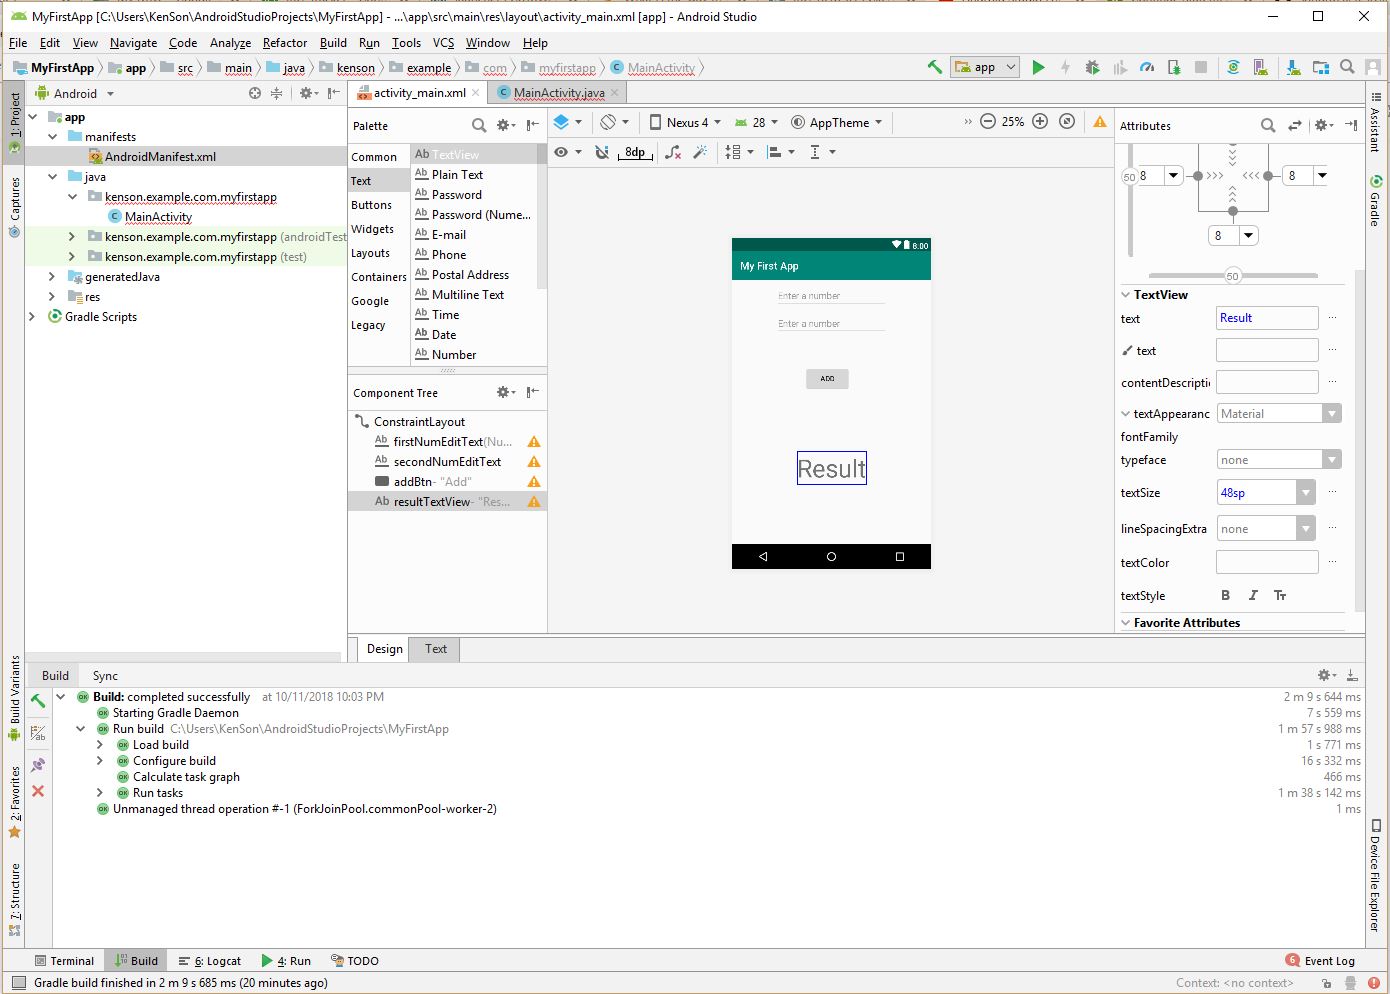 MyFirstApp [C:\Users\KenSon\AndroidStudioProjects\MyFirstApp] - ...\app\src\main\res\layout\activity_main.xml [app] - Android Studio
File Edit View Navigate Code Analyze Refactor Build Run Tools VCS Window Help
MyFirstApp app src main java kenson example com myfirstapp MainActivity app
1: Project
Captures
Build Variants
2: Favorites
7: Structure
Android
app
manifests
AndroidManifest.xml
java
kenson.example.com.myfirstapp
MainActivity
kenson.example.com.myfirstapp (androidTest
kenson.example.com.myfirstapp (test)
generatedJava
res
Gradle Scripts
activity_main.xml MainActivity.java
Palette
Common
Text
Buttons
Widgets
Layouts
Containers
Google
Legacy
Ab TextView
Ab Plain Text
Ab Password
Ab Password (Nume...
Ab E-mail
Ab Phone
Ab Postal Address
Ab Multiline Text
Ab Time
Ab Date
Ab Number
Component Tree
ConstraintLayout
Ab firstNumEditText(Nu...
Ab secondNumEditText
addBtn- "Add"
Ab resultTextView- "Res...
Nexus 4 28 AppTheme 25%
8dp
8:00
My First App
Enter a number
Enter a number
ADD
Result
Design Text
Attributes
50 8 8
8
50
TextView
text Result
text
contentDescripti
textAppearanc Material
fontFamily
typeface none
textSize 48sp
lineSpacingExtra none
textColor
textStyle B I Tт
Favorite Attributes
Assistant
Gradle
Device File Explorer
Build Sync
Build: completed successfully at 10/11/2018 10:03 PM 2 m 9 s 644 ms
Starting Gradle Daemon 7 s 559 ms
Run build C:\Users\KenSon\AndroidStudioProjects\MyFirstApp 1 m 57 s 988 ms
Load build 1 s 771 ms
Configure build 16 s 332 ms
Calculate task graph 466 ms
Run tasks 1 m 38 s 142 ms
Unmanaged thread operation #-1 (ForkJoinPool.commonPool-worker-2) 1 ms
Terminal Build 6: Logcat 4: Run TODO 6 Event Log
Gradle build finished in 2 m 9 s 685 ms (20 minutes ago) Context: <no context>